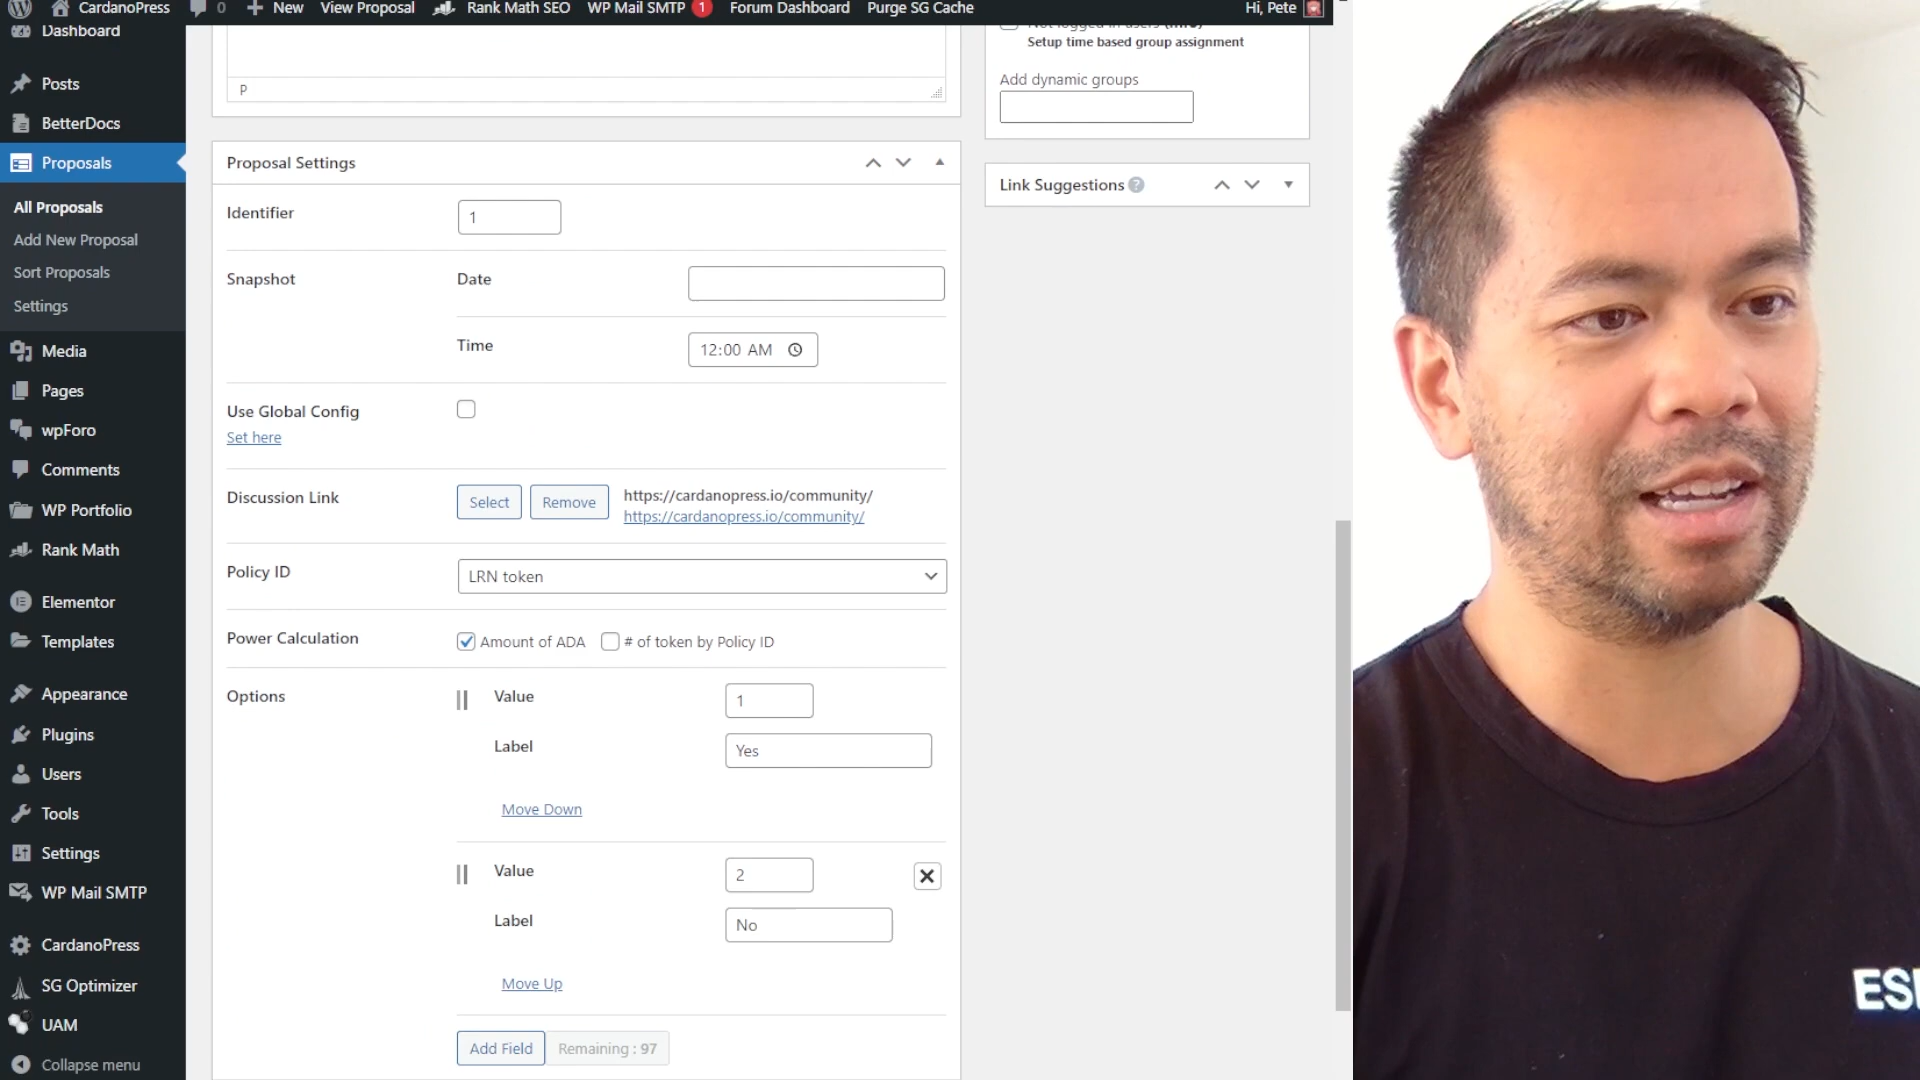 CardanoPress
0
New
View Proposal
Rank Math SEO
WP Mail SMTP
1
Forum Dashboard
Purge SG Cache
Hi, Pete
Dashboard
Posts
BetterDocs
Proposals
All Proposals
Add New Proposal
Sort Proposals
Settings
Media
Pages
wpForo
Comments
WP Portfolio
Rank Math
Elementor
Templates
Appearance
Plugins
Users
Tools
Settings
WP Mail SMTP
CardanoPress
SG Optimizer
UAM
Collapse menu
P
Proposal Settings
Identifier
1
Snapshot
Date
Time
12:00 AM
Use Global Config
Set here
Discussion Link
Select
Remove
https://cardanopress.io/community/
https://cardanopress.io/community/
Policy ID
LRN token
Power Calculation
Amount of ADA
# of token by Policy ID
Options
Value
1
Label
Yes
Move Down
Value
2
Label
No
Move Up
Add Field
Remaining : 97
Not logged in users
Setup time based group assignment
Add dynamic groups
Link Suggestions
?